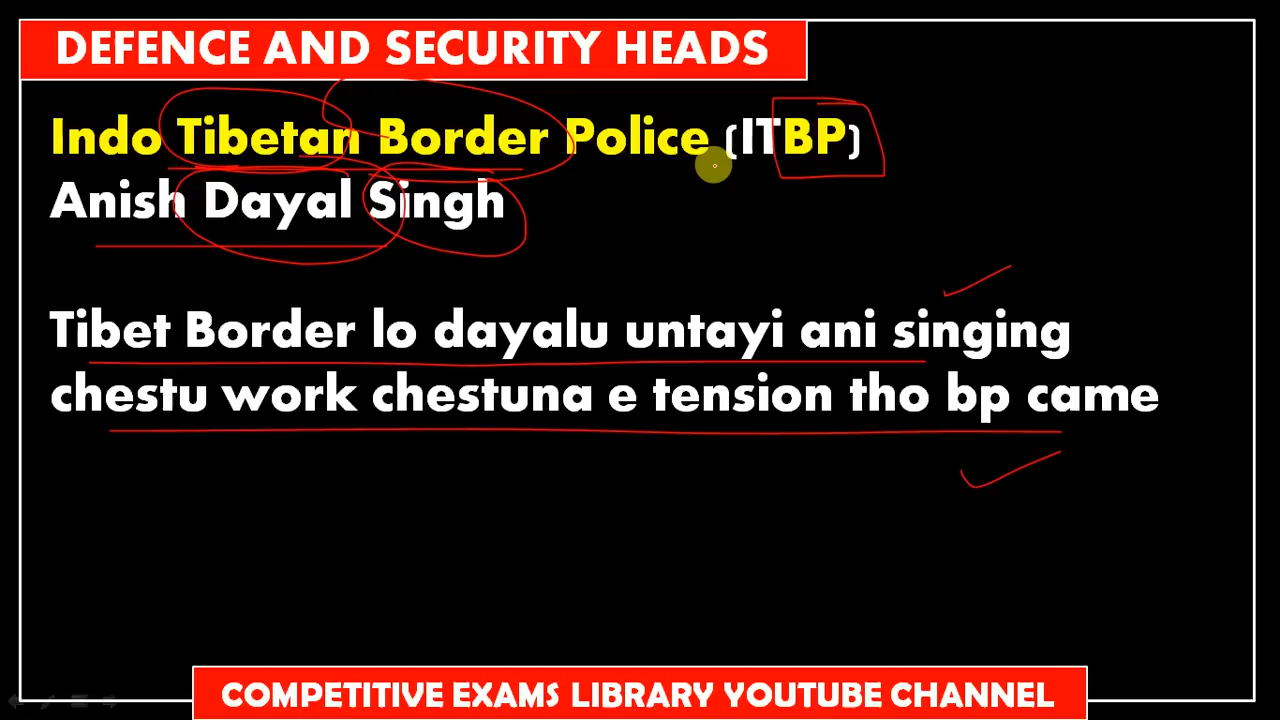 DEFENCE AND SECURITY HEADS
Indo Tibetan Border Police (ITBP)
Anish Dayal Singh
Tibet Border lo dayalu untayi ani singing
chestu work chestuna e tension tho bp came
COMPETITIVE EXAMS LIBRARY YOUTUBE CHANNEL